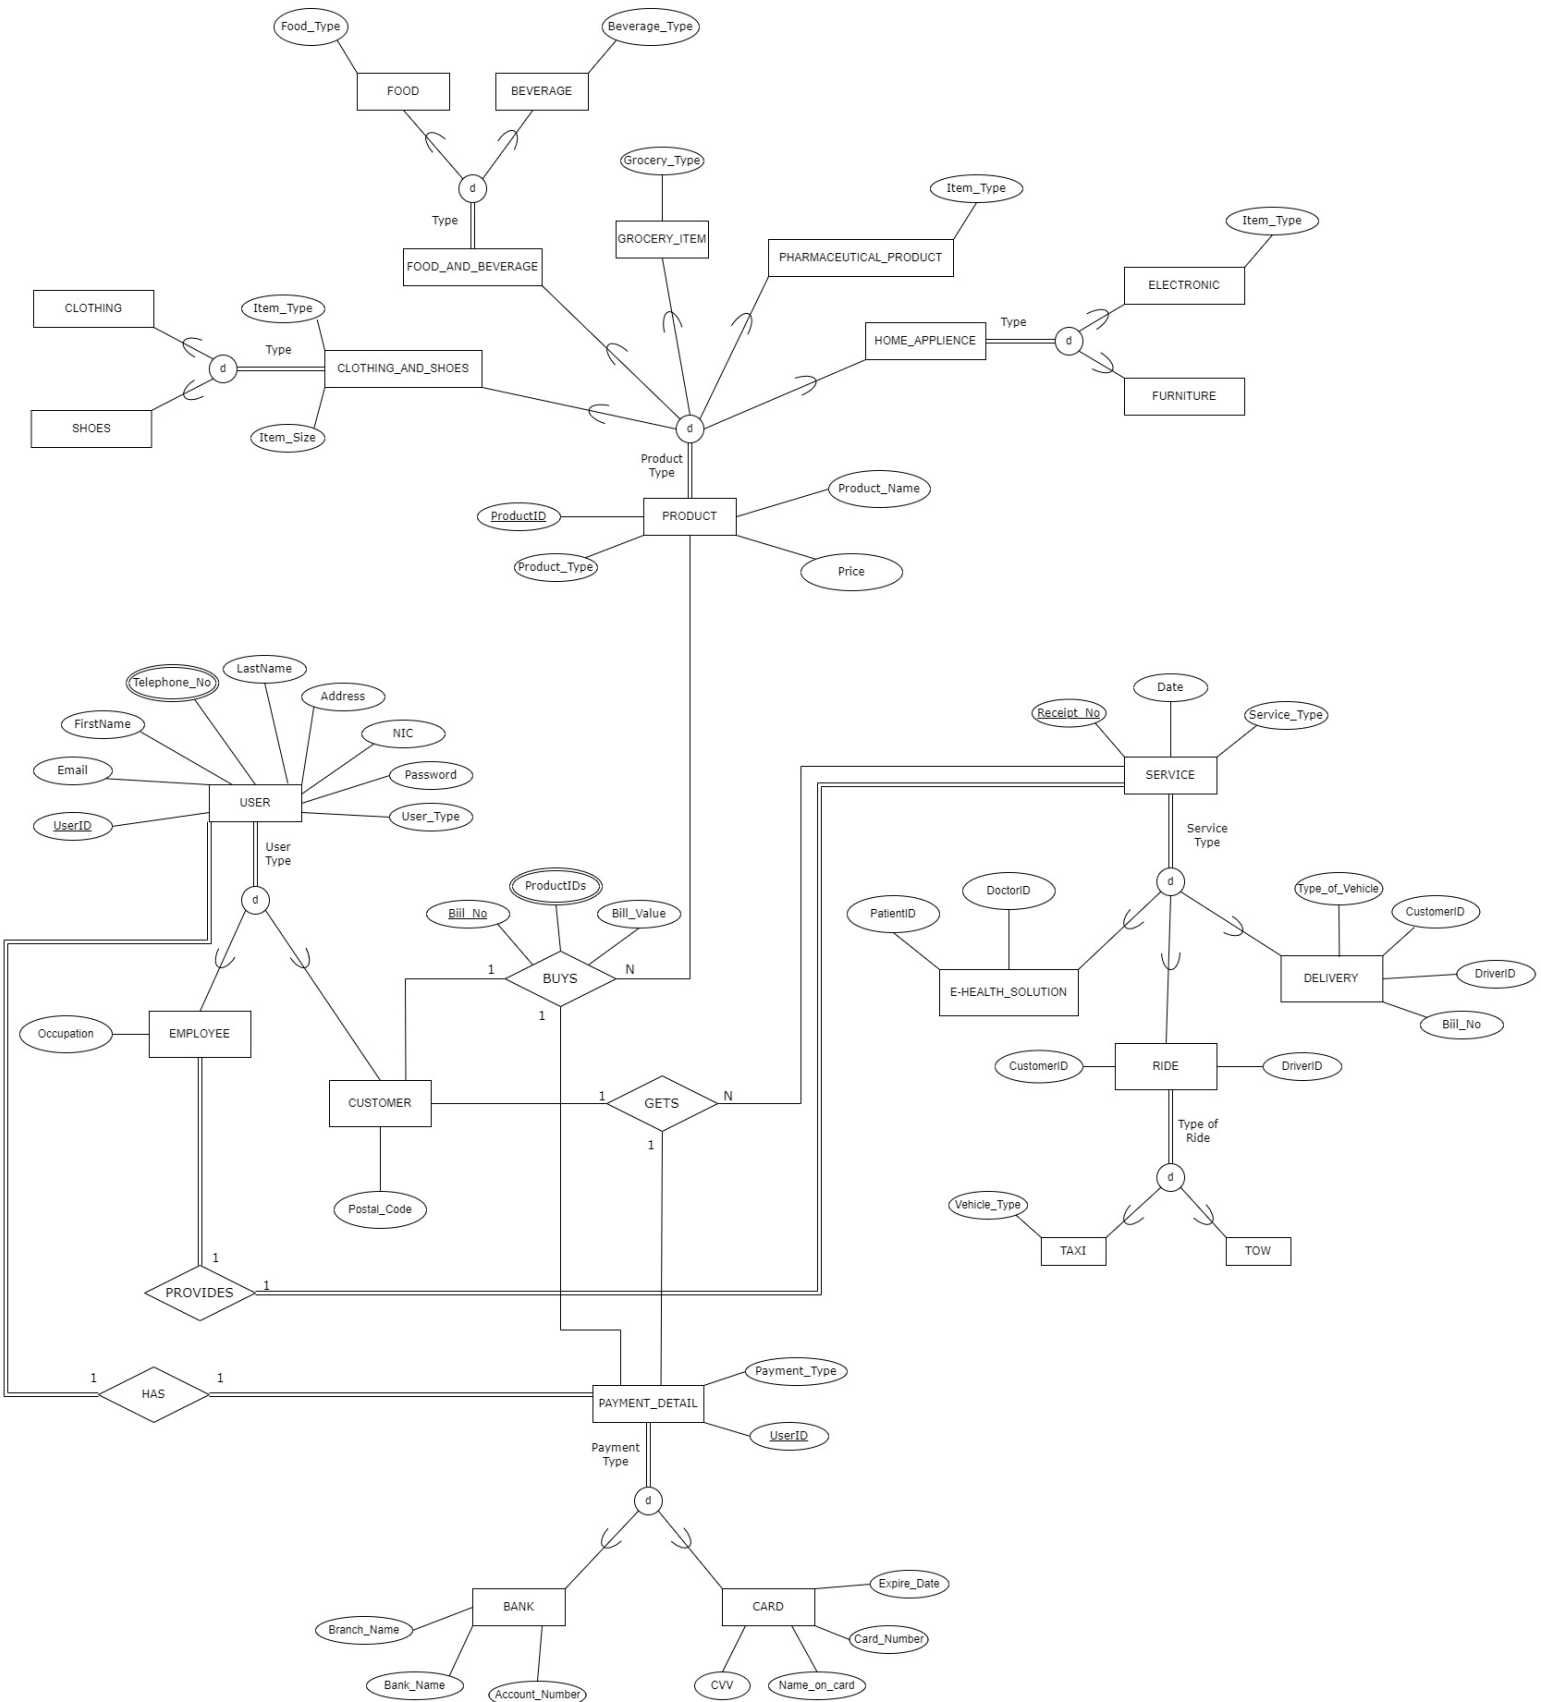 Food_Type
Beverage_Type
FOOD
BEVERAGE
d
Type
Grocery_Type
GROCERY_ITEM
FOOD_AND_BEVERAGE
Item_Type
PHARMACEUTICAL_PRODUCT
Item_Type
ELECTRONIC
CLOTHING
Item_Type
Type
d
CLOTHING_AND_SHOES
HOME_APPLIENCE
Type
d
FURNITURE
SHOES
Item_Size
d
Product
Type
Product_Name
ProductID
PRODUCT
Product_Type
Price
Telephone_No
LastName
Address
FirstName
NIC
Email
Password
USER
UserID
User_Type
User
Type
d
Date
Receipt_No
Service_Type
SERVICE
Service
Type
d
ProductIDs
Biil_No
Bill_Value
1
BUYS
N
1
DoctorID
PatientID
Type_of_Vehicle
CustomerID
E-HEALTH_SOLUTION
DELIVERY
DriverID
Biil_No
Occupation
EMPLOYEE
CUSTOMER
1
GETS
N
1
CustomerID
RIDE
DriverID
Type of
Ride
d
Postal_Code
Vehicle_Type
TAXI
TOW
1
PROVIDES
1
1
HAS
1
Payment_Type
PAYMENT_DETAIL
UserID
Payment
Type
d
BANK
CARD
Expire_Date
Branch_Name
Card_Number
Bank_Name
Account_Number
CVV
Name_on_card